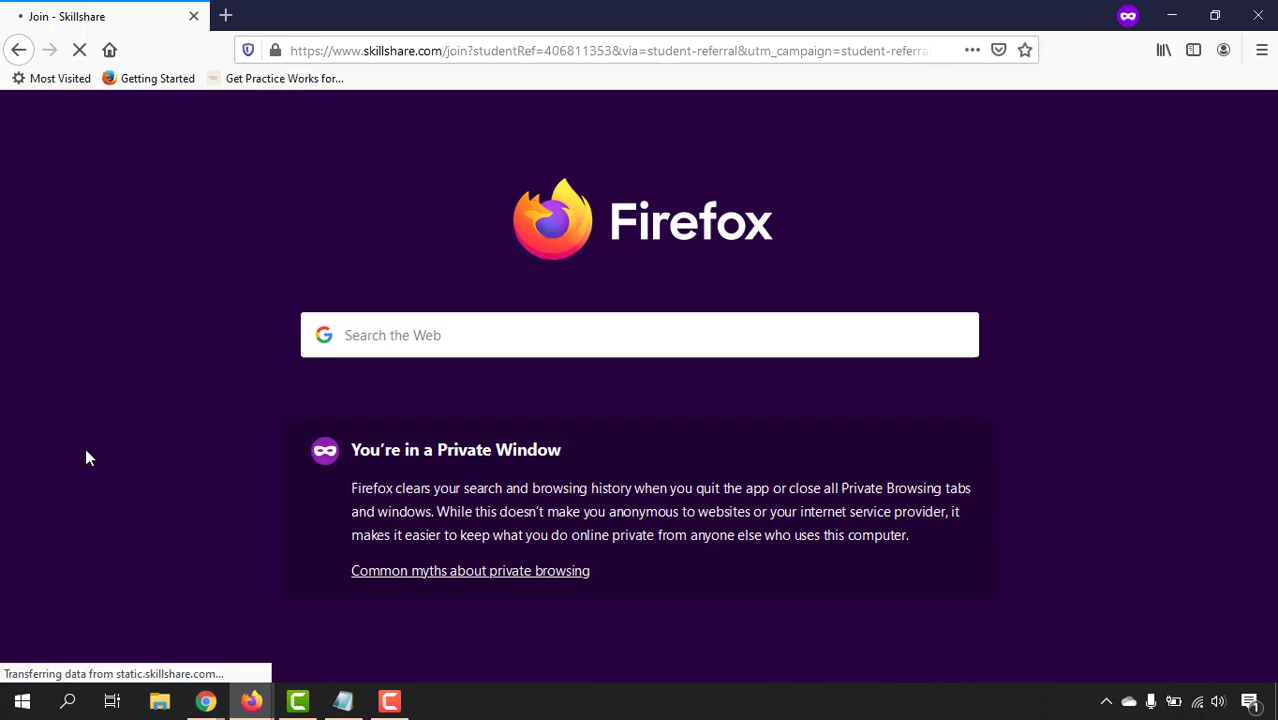 Join - Skillshare
https://www.skillshare.com/join?studentRef=406811353&via=student-referral&utm_campaign=student-referra
Most Visited
Getting Started
Get Practice Works for...
Firefox
Search the Web
You're in a Private Window
Firefox clears your search and browsing history when you quit the app or close all Private Browsing tabs
and windows. While this doesn't make you anonymous to websites or your internet service provider, it
makes it easier to keep what you do online private from anyone else who uses this computer.
Common myths about private browsing
Transferring data from static.skillshare.com...
1